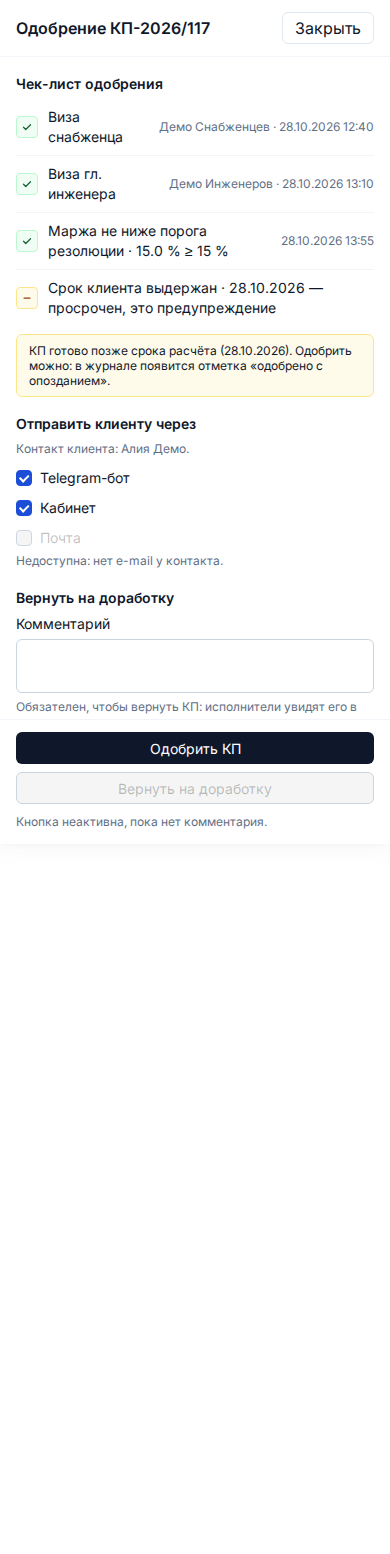 Одобрение КП-2026/117
Закрыть
Чек-лист одобрения
Виза
снабженца
Демо Снабженцев · 28.10.2026 12:40
Виза гл.
инженера
Демо Инженеров · 28.10.2026 13:10
Маржа не ниже порога
резолюции · 15.0 % ≥ 15 %
28.10.2026 13:55
Срок клиента выдержан · 28.10.2026 —
просрочен, это предупреждение
КП готово позже срока расчёта (28.10.2026). Одобрить
можно: в журнале появится отметка «одобрено с
опозданием».
Отправить клиенту через
Контакт клиента: Алия Демо.
Telegram-бот
Кабинет
Почта
Недоступна: нет e-mail у контакта.
Вернуть на доработку
Комментарий
Обязателен, чтобы вернуть КП: исполнители увидят его в
Одобрить КП
Вернуть на доработку
Кнопка неактивна, пока нет комментария.